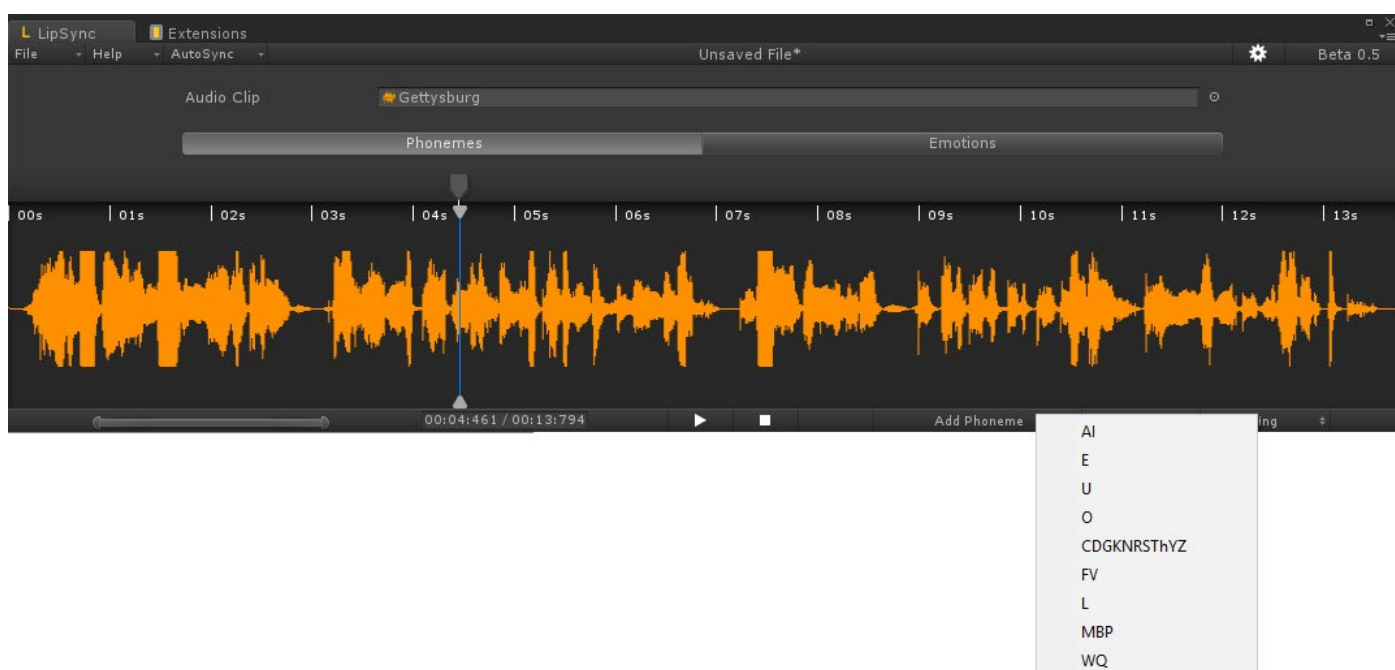 L LipSync Extensions
File Help AutoSync Unsaved File* Beta 0.5
Audio Clip Gettysburg
Phonemes Emotions
00s 01s 02s 03s 04s 05s 06s 07s 08s 09s 10s 11s 12s 13s
00:04:461 / 00:13:794 Add Phoneme ing
AI
E
U
O
CDGKNRSThYZ
FV
L
MBP
WQ